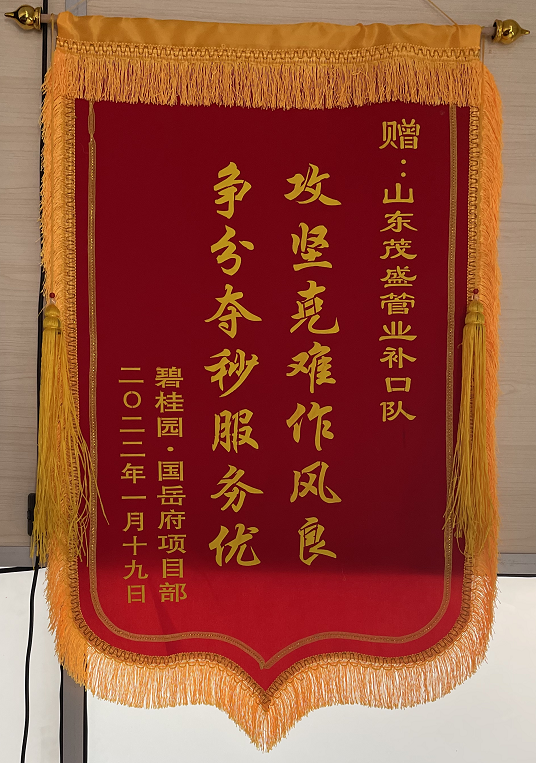 赠：山东茂盛管业补口队
攻坚克难作风良
争分夺秒服务优
碧桂园·国岳府项目部
二〇二二年一月十九日